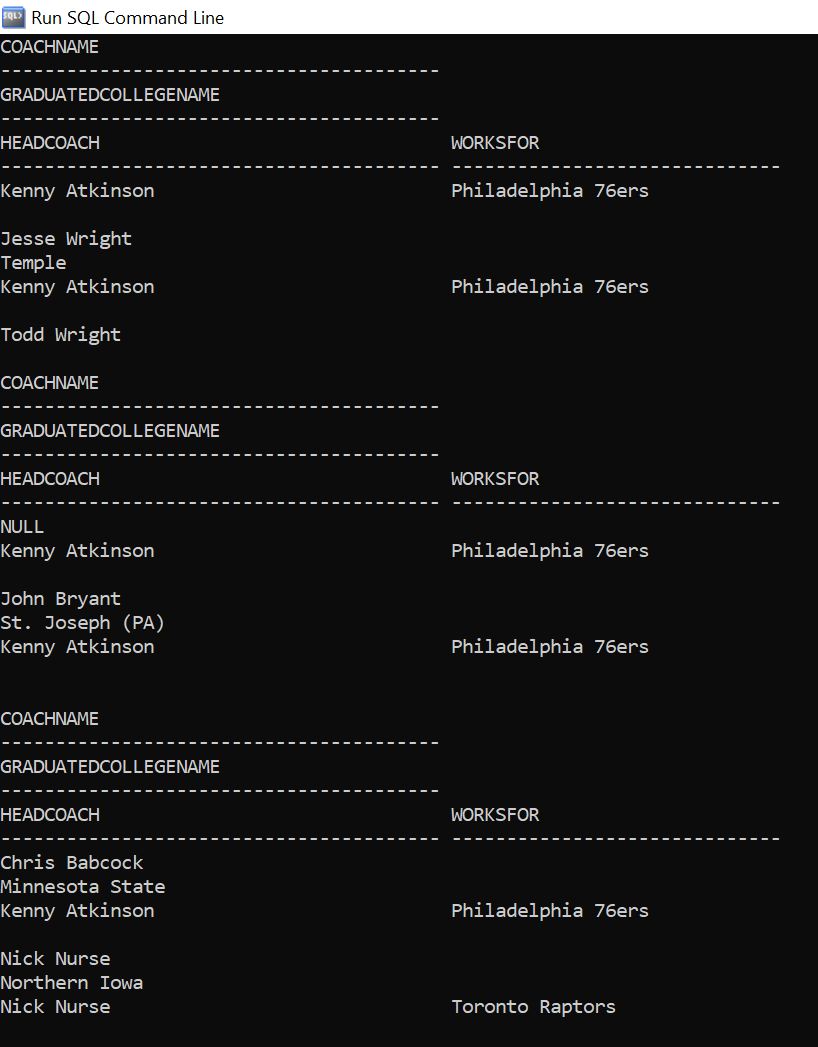 SQL>
Run SQL Command Line
COACHNAME
----------------------------------------
GRADUATEDCOLLEGENAME
----------------------------------------
HEADCOACH                                WORKSFOR
---------------------------------------- ------------------------------
Kenny Atkinson                           Philadelphia 76ers

Jesse Wright
Temple
Kenny Atkinson                           Philadelphia 76ers

Todd Wright

COACHNAME
----------------------------------------
GRADUATEDCOLLEGENAME
----------------------------------------
HEADCOACH                                WORKSFOR
---------------------------------------- ------------------------------
NULL
Kenny Atkinson                           Philadelphia 76ers

John Bryant
St. Joseph (PA)
Kenny Atkinson                           Philadelphia 76ers


COACHNAME
----------------------------------------
GRADUATEDCOLLEGENAME
----------------------------------------
HEADCOACH                                WORKSFOR
---------------------------------------- ------------------------------
Chris Babcock
Minnesota State
Kenny Atkinson                           Philadelphia 76ers

Nick Nurse
Northern Iowa
Nick Nurse                               Toronto Raptors